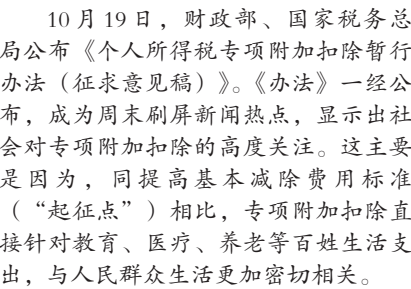 10月19日，财政部、国家税务总
局公布《个人所得税专项附加扣除暂行
办法（征求意见稿）》。《办法》一经公
布，成为周末刷屏新闻热点，显示出社
会对专项附加扣除的高度关注。这主要
是因为，同提高基本减除费用标准
（“起征点”）相比，专项附加扣除直
接针对教育、医疗、养老等百姓生活支
出，与人民群众生活更加密切相关。